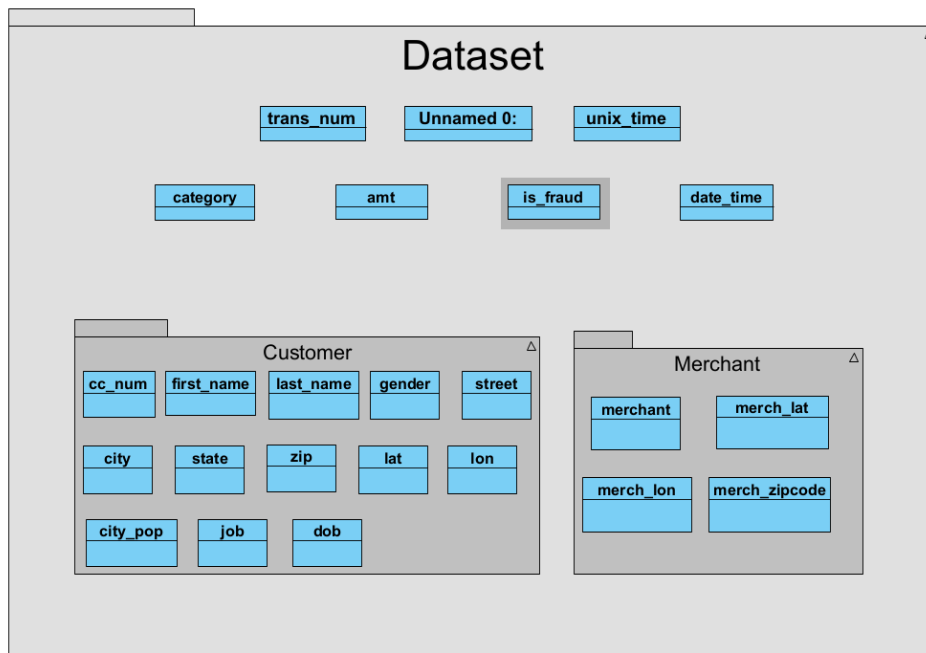 Dataset
trans_num Unnamed 0: unix_time
category amt is_fraud date_time
Customer
cc_num first_name last_name gender street
city state zip lat lon
city_pop job dob
Merchant
merchant merch_lat
merch_lon merch_zipcode